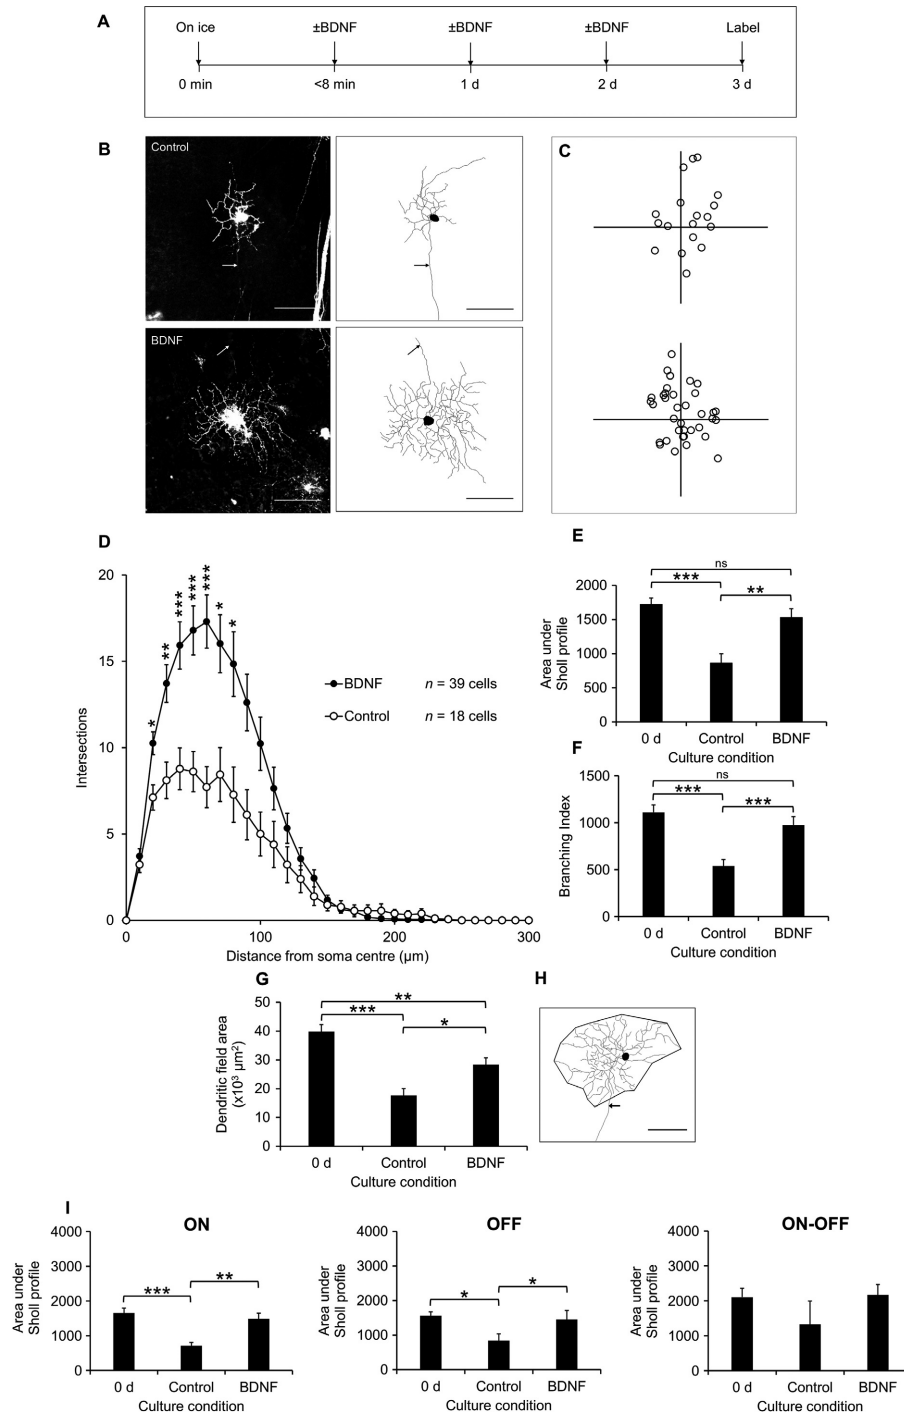 A
On ice ±BDNF ±BDNF ±BDNF Label
0 min <8 min 1 d 2 d 3 d
B
Control
BDNF
C
D
20
15
10
5
0
Intersections
0 100 200 300
Distance from soma centre (µm)
* ** *** *** *** * *
BDNF n = 39 cells
Control n = 18 cells
E
ns
*** **
2000
1500
1000
500
0
Area under
Sholl profile
0 d Control BDNF
Culture condition
F
ns
*** ***
1500
1000
500
0
Branching Index
0 d Control BDNF
Culture condition
G
**
*** *
50
40
30
20
10
0
Dendritic field area
(x10³ µm²)
0 d Control BDNF
Culture condition
H
I
ON
4000
3000
2000
1000
0
Area under
Sholl profile
*** **
0 d Control BDNF
Culture condition
OFF
4000
3000
2000
1000
0
Area under
Sholl profile
* *
0 d Control BDNF
Culture condition
ON-OFF
4000
3000
2000
1000
0
Area under
Sholl profile
0 d Control BDNF
Culture condition